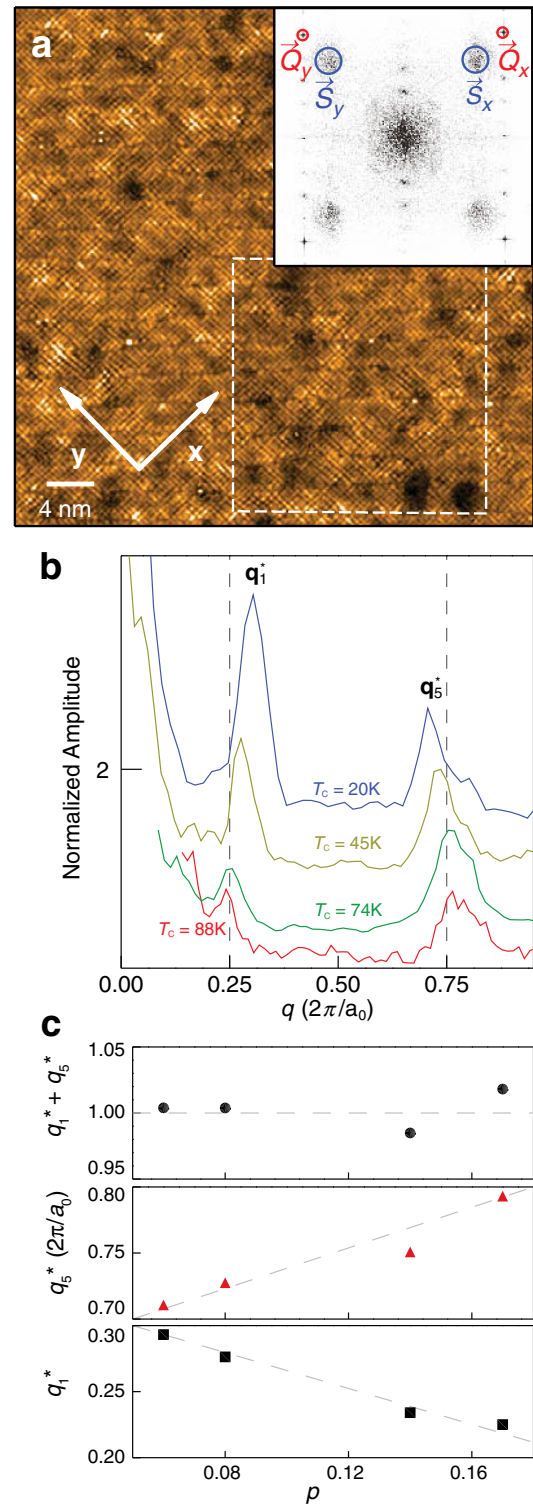 a
Q⃗y
Q⃗x
S⃗y
S⃗x
y
x
4 nm
b
q*1
q*5
Normalized Amplitude
2
Tc = 20K
Tc = 45K
Tc = 74K
Tc = 88K
0.00 0.25 0.50 0.75
q (2π/a0)
c
q1* + q5*
1.05
1.00
0.95
q5* (2π/a0)
0.80
0.75
0.70
q1*
0.30
0.25
0.20
0.08 0.12 0.16
p